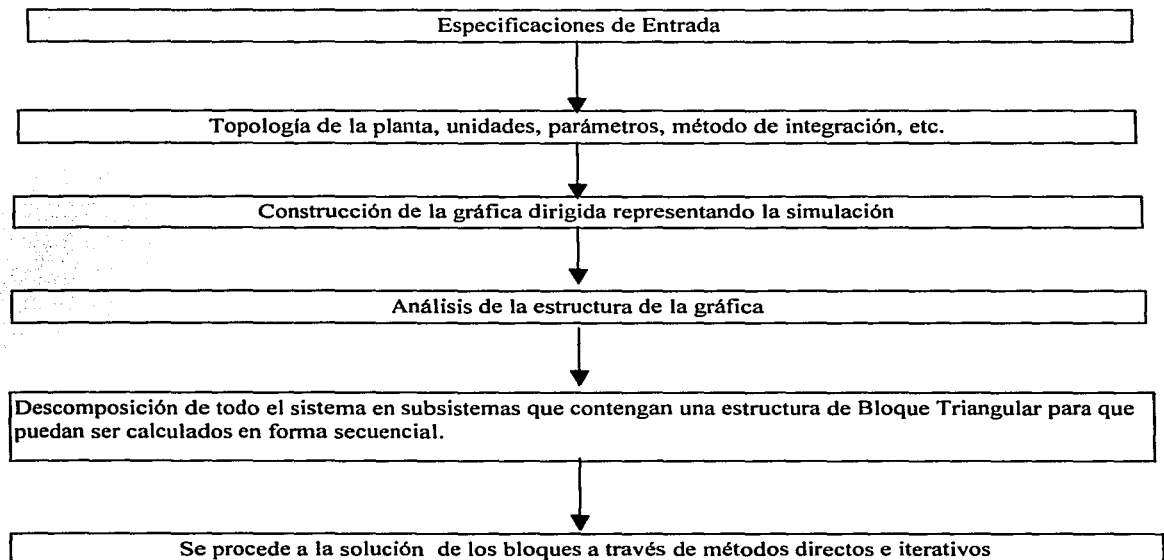 Especificaciones de Entrada
Topología de la planta, unidades, parámetros, método de integración, etc.
Construcción de la gráfica dirigida representando la simulación
Análisis de la estructura de la gráfica
Descomposición de todo el sistema en subsistemas que contengan una estructura de Bloque Triangular para que
puedan ser calculados en forma secuencial.
Se procede a la solución de los bloques a través de métodos directos e iterativos